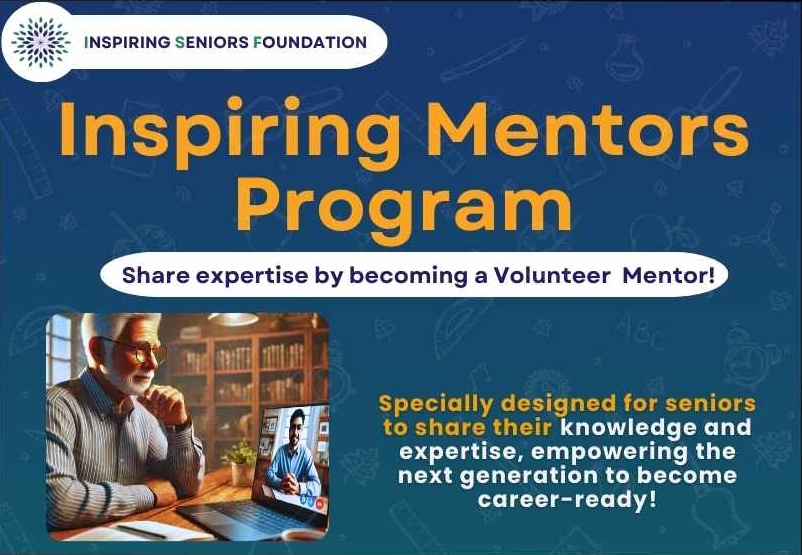 INSPIRING SENIORS FOUNDATION
Inspiring Mentors
Program
Share expertise by becoming a Volunteer Mentor!
ABC
Specially designed for seniors
to share their knowledge and
expertise, empowering the
next generation to become
career-ready!